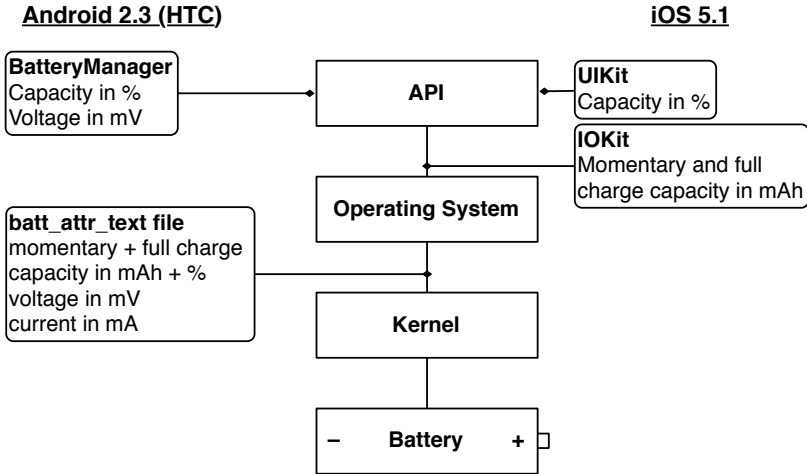 Android 2.3 (HTC)
iOS 5.1
BatteryManager
Capacity in %
Voltage in mV
API
UIKit
Capacity in %
IOKit
Momentary and full
charge capacity in mAh
Operating System
batt_attr_text file
momentary + full charge
capacity in mAh + %
voltage in mV
current in mA
Kernel
– Battery +